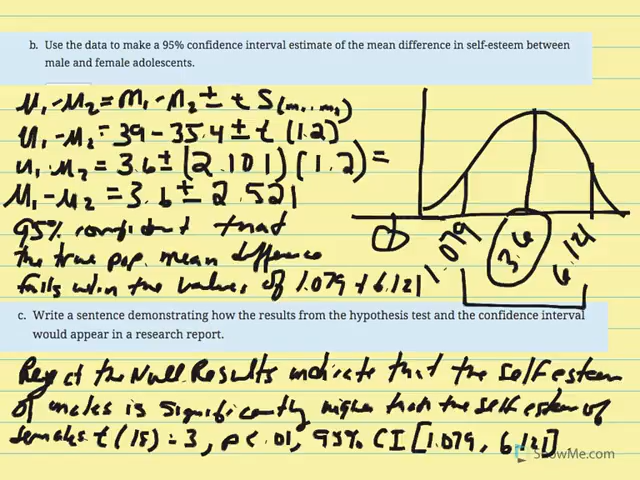 b. Use the data to make a 95% confidence interval estimate of the mean difference in self-esteem between
male and female adolescents.
μ₁-μ₂ = m₁-m₂ ± t S(m₁, m₁)
μ₁-μ₂ = 39 - 35.4 ± t (1.2)
μ₁-μ₂ = 3.6 ± (2.101)(1.2) =
μ₁-μ₂ = 3.6 ± 2.521
95% confident that
the true pop. mean difference
falls w/in the values of 1.079 + 6.121
1.079
3.6
6.121
c. Write a sentence demonstrating how the results from the hypothesis test and the confidence interval
would appear in a research report.
Reject the Null. Results indicate that the self esteem
of males is significantly higher than the self esteem of
females t(18) = 3, p < .01, 95% CI [1.079, 6.121].
ShowMe.com